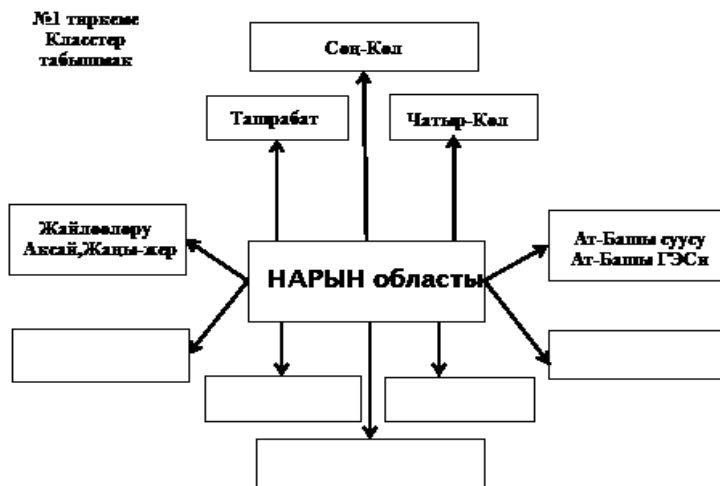 №1 тиркеме
Класстер
табышмак
Соң-Көл
Ташрабат
Чатыр-Көл
Жайлоолору
Аксай,Жаңы-жер
Ат-Башы суусу
Ат-Башы ГЭСи
НАРЫН областы